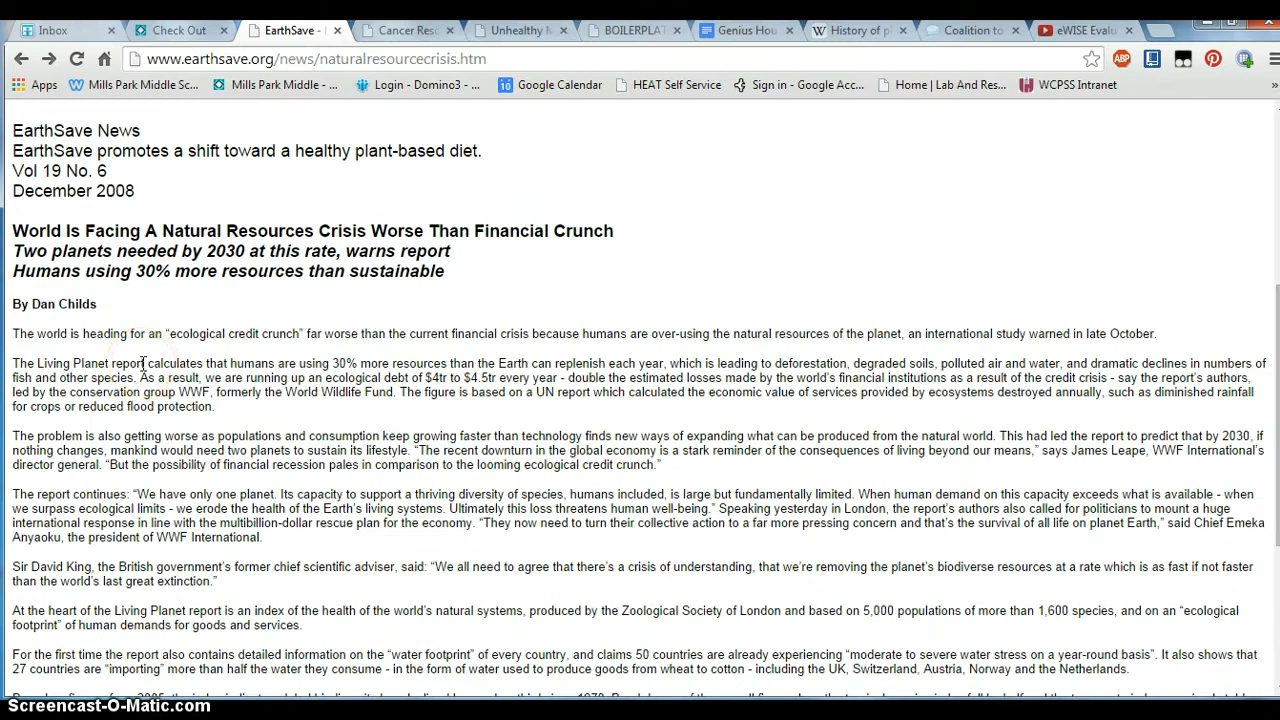 Inbox
Check Out
EarthSave -
Cancer Resc
Unhealthy M
BOILERPLAT
Genius Hou
History of p
Coalition to
eWISE Evalu
www.earthsave.org/news/naturalresourcecrisis.htm
Apps
Mills Park Middle Sc...
Mills Park Middle - ...
Login - Domino3 - ...
Google Calendar
HEAT Self Service
Sign in - Google Acc...
Home | Lab And Res...
WCPSS Intranet
EarthSave News
EarthSave promotes a shift toward a healthy plant-based diet.
Vol 19 No. 6
December 2008
World Is Facing A Natural Resources Crisis Worse Than Financial Crunch
Two planets needed by 2030 at this rate, warns report
Humans using 30% more resources than sustainable
By Dan Childs
The world is heading for an “ecological credit crunch” far worse than the current financial crisis because humans are over-using the natural resources of the planet, an international study warned in late October.
The Living Planet report calculates that humans are using 30% more resources than the Earth can replenish each year, which is leading to deforestation, degraded soils, polluted air and water, and dramatic declines in numbers of
fish and other species. As a result, we are running up an ecological debt of $4tr to $4.5tr every year - double the estimated losses made by the world’s financial institutions as a result of the credit crisis - say the report’s authors,
led by the conservation group WWF, formerly the World Wildlife Fund. The figure is based on a UN report which calculated the economic value of services provided by ecosystems destroyed annually, such as diminished rainfall
for crops or reduced flood protection.
The problem is also getting worse as populations and consumption keep growing faster than technology finds new ways of expanding what can be produced from the natural world. This had led the report to predict that by 2030, if
nothing changes, mankind would need two planets to sustain its lifestyle. “The recent downturn in the global economy is a stark reminder of the consequences of living beyond our means,” says James Leape, WWF International’s
director general. “But the possibility of financial recession pales in comparison to the looming ecological credit crunch.”
The report continues: “We have only one planet. Its capacity to support a thriving diversity of species, humans included, is large but fundamentally limited. When human demand on this capacity exceeds what is available - when
we surpass ecological limits - we erode the health of the Earth’s living systems. Ultimately this loss threatens human well-being.” Speaking yesterday in London, the report’s authors also called for politicians to mount a huge
international response in line with the multibillion-dollar rescue plan for the economy. “They now need to turn their collective action to a far more pressing concern and that’s the survival of all life on planet Earth,” said Chief Emeka
Anyaoku, the president of WWF International.
Sir David King, the British government’s former chief scientific adviser, said: “We all need to agree that there’s a crisis of understanding, that we’re removing the planet’s biodiverse resources at a rate which is as fast if not faster
than the world’s last great extinction.”
At the heart of the Living Planet report is an index of the health of the world’s natural systems, produced by the Zoological Society of London and based on 5,000 populations of more than 1,600 species, and on an “ecological
footprint” of human demands for goods and services.
For the first time the report also contains detailed information on the “water footprint” of every country, and claims 50 countries are already experiencing “moderate to severe water stress on a year-round basis”. It also shows that
27 countries are “importing” more than half the water they consume - in the form of water used to produce goods from wheat to cotton - including the UK, Switzerland, Austria, Norway and the Netherlands.
Screencast-O-Matic.com